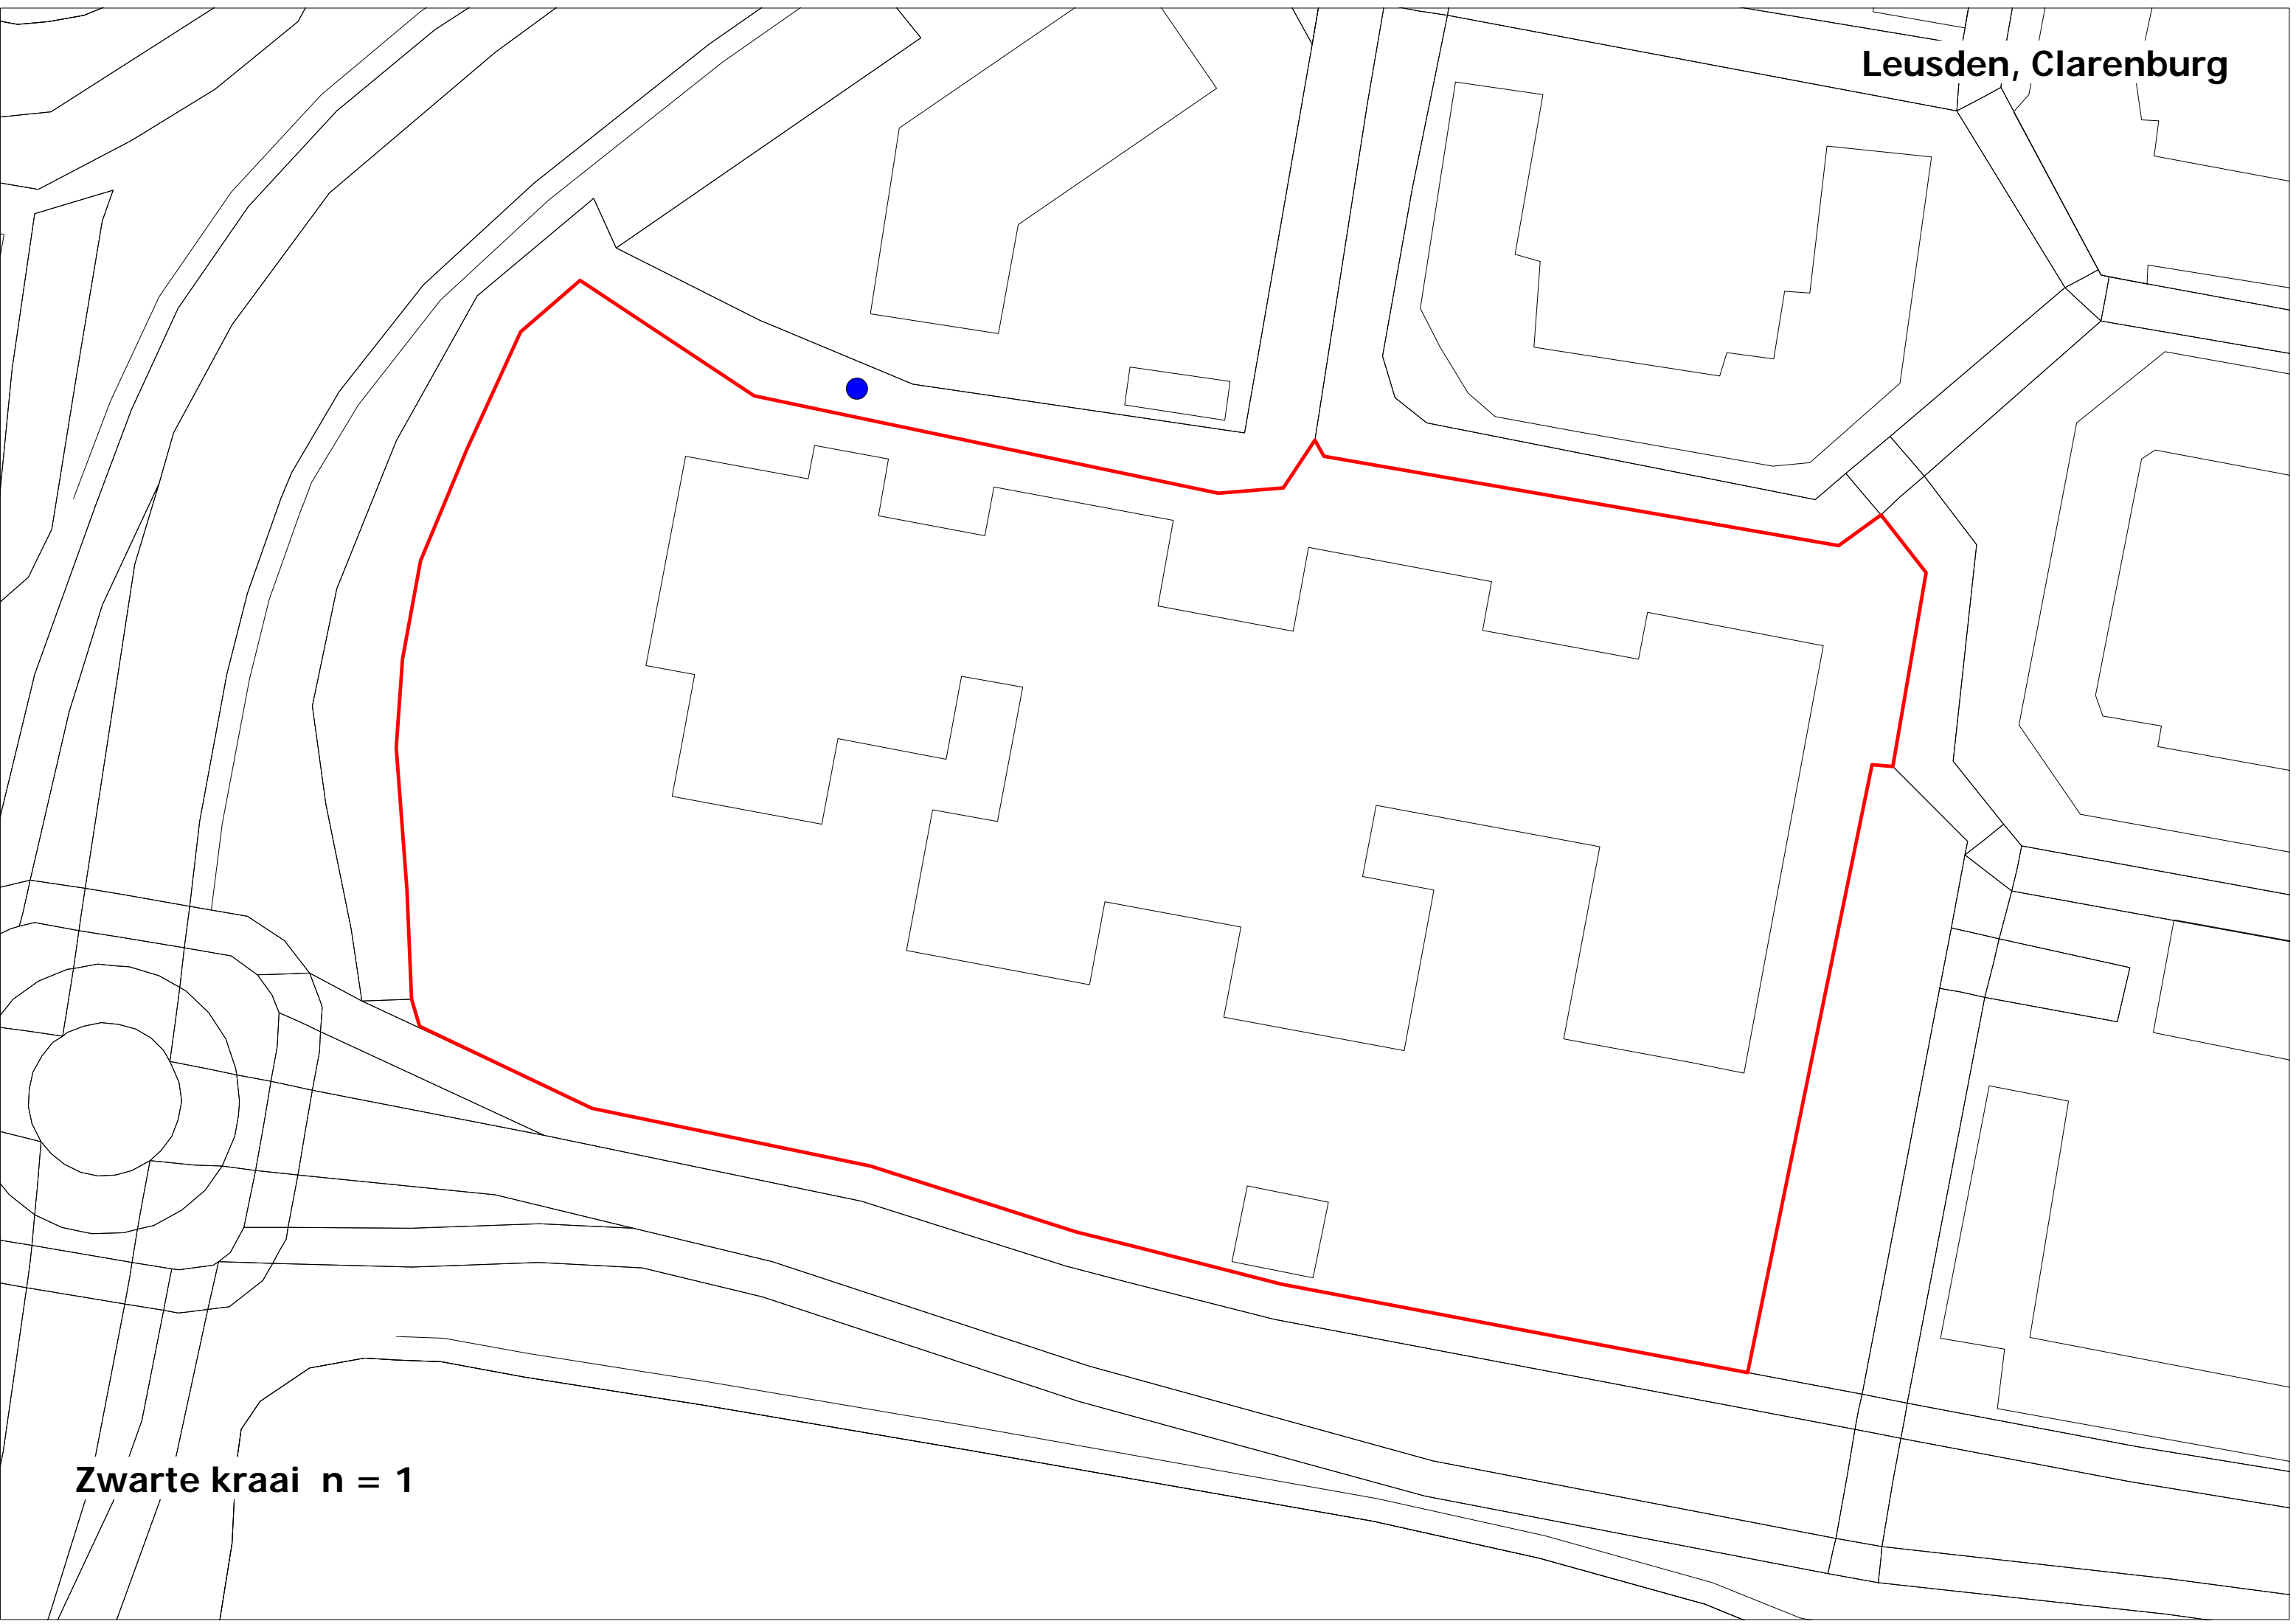 Leusden, Clarenburg
Zwarte kraai n = 1